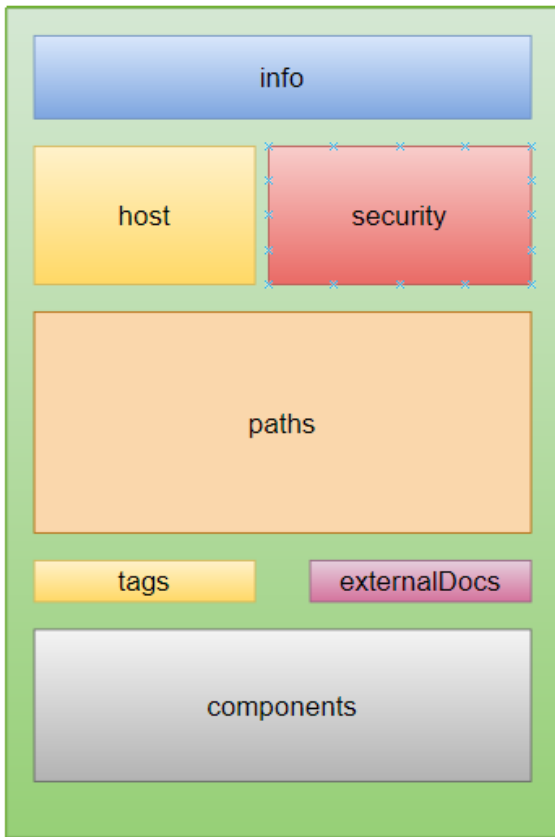 info
host
security
paths
tags
externalDocs
components